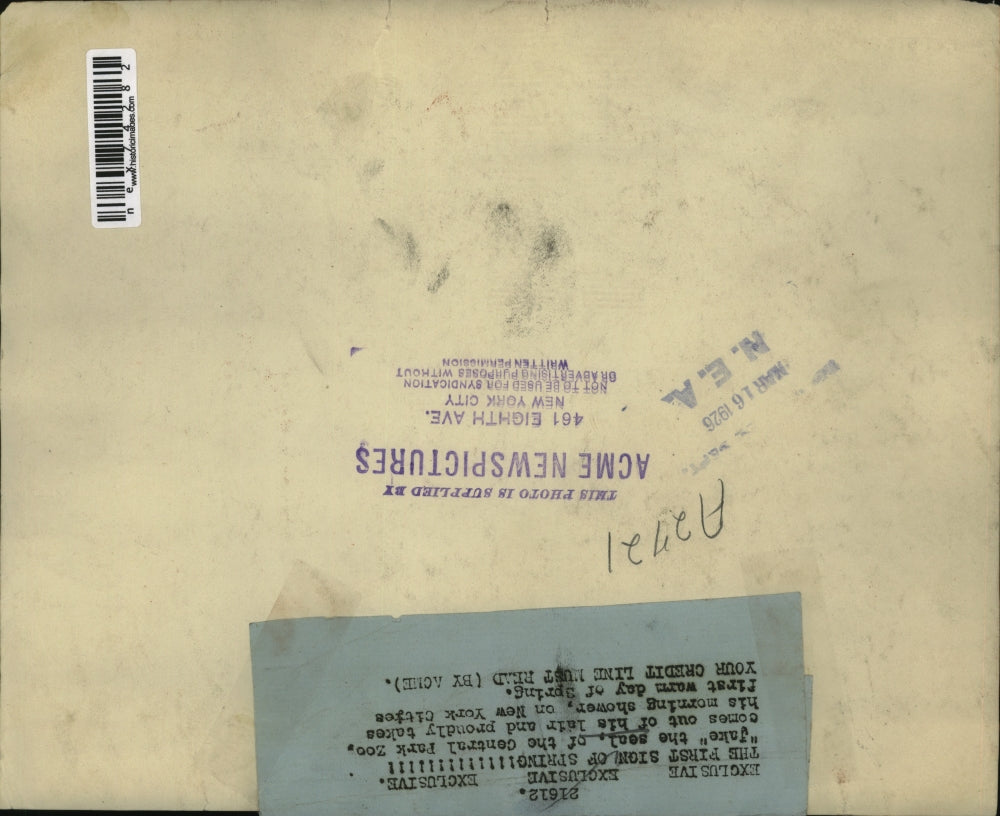 21612.
EXCLUSIVE EXCLUSIVE EXCLUSIVE.
THE FIRST SIGN OF SPRING!!!!!!!!!!!!!!!
"Jake" the seal, of the Central Park Zoo,
comes out of his lair and proudly takes
his morning shower, on New York Citjes
first warm day of Spring.
YOUR CREDIT LINE MUST READ (BY ACME).
A2421
THIS PHOTO IS SUPPLIED BY
ACME NEWSPICTURES
461 EIGHTH AVE.
NEW YORK CITY
NOT TO BE USED FOR SYNDICATION
OR ADVERTISING PURPOSES WITHOUT
WRITTEN PERMISSION
MAR 16 1926
N. E. A.
nex74282
www.historicimages.com